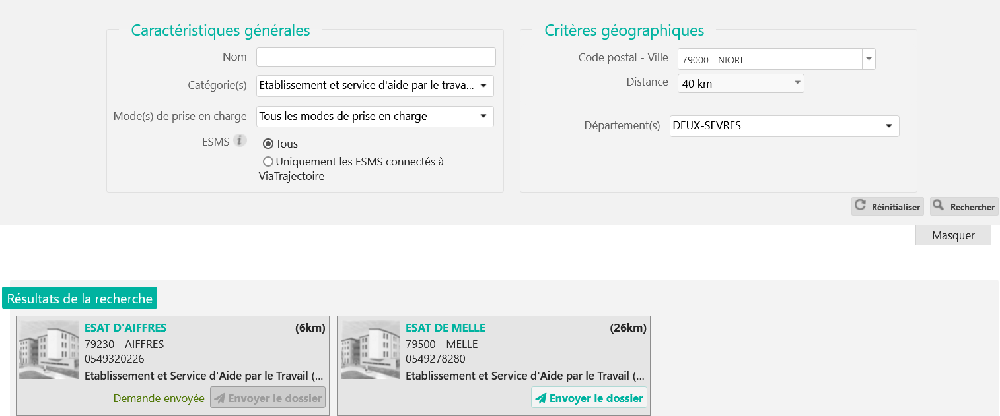 Caractéristiques générales
Nom
Catégorie(s) Etablissement et service d'aide par le trava...
Mode(s) de prise en charge Tous les modes de prise en charge
ESMS i Tous
Uniquement les ESMS connectés à
ViaTrajectoire
Critères géographiques
Code postal - Ville 79000 - NIORT
Distance 40 km
Département(s) DEUX-SEVRES
Réinitialiser Rechercher
Masquer
Résultats de la recherche
ESAT D'AIFFRES (6km)
79230 - AIFFRES
0549320226
Etablissement et Service d'Aide par le Travail (...
Demande envoyée Envoyer le dossier
ESAT DE MELLE (26km)
79500 - MELLE
0549278280
Etablissement et Service d'Aide par le Travail (...
Envoyer le dossier